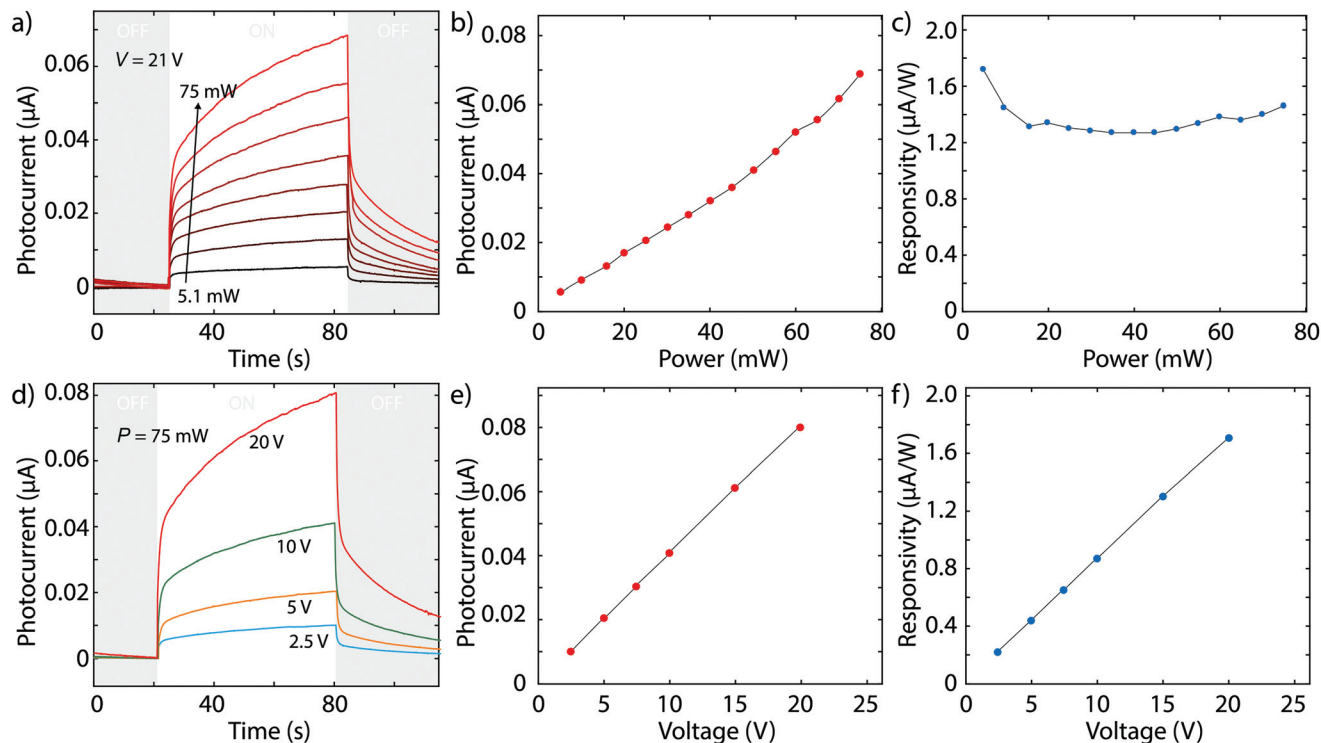 a)
OFF ON OFF
V = 21 V
75 mW
5.1 mW
0.06
0.04
0.02
0
Photocurrent (µA)
0 40 80
Time (s)
b)
0.08
0.06
0.04
0.02
0
Photocurrent (µA)
0 20 40 60 80
Power (mW)
c)
2.0
1.6
1.2
0.8
0.4
0
Responsivity (µA/W)
0 20 40 60 80
Power (mW)
d)
OFF ON OFF
P = 75 mW
20 V
10 V
5 V
2.5 V
0.08
0.06
0.04
0.02
0
Photocurrent (µA)
0 40 80
Time (s)
e)
0.08
0.06
0.04
0.02
0
Photocurrent (µA)
0 5 10 15 20 25
Voltage (V)
f)
2.0
1.6
1.2
0.8
0.4
0
Responsivity (µA/W)
0 5 10 15 20 25
Voltage (V)